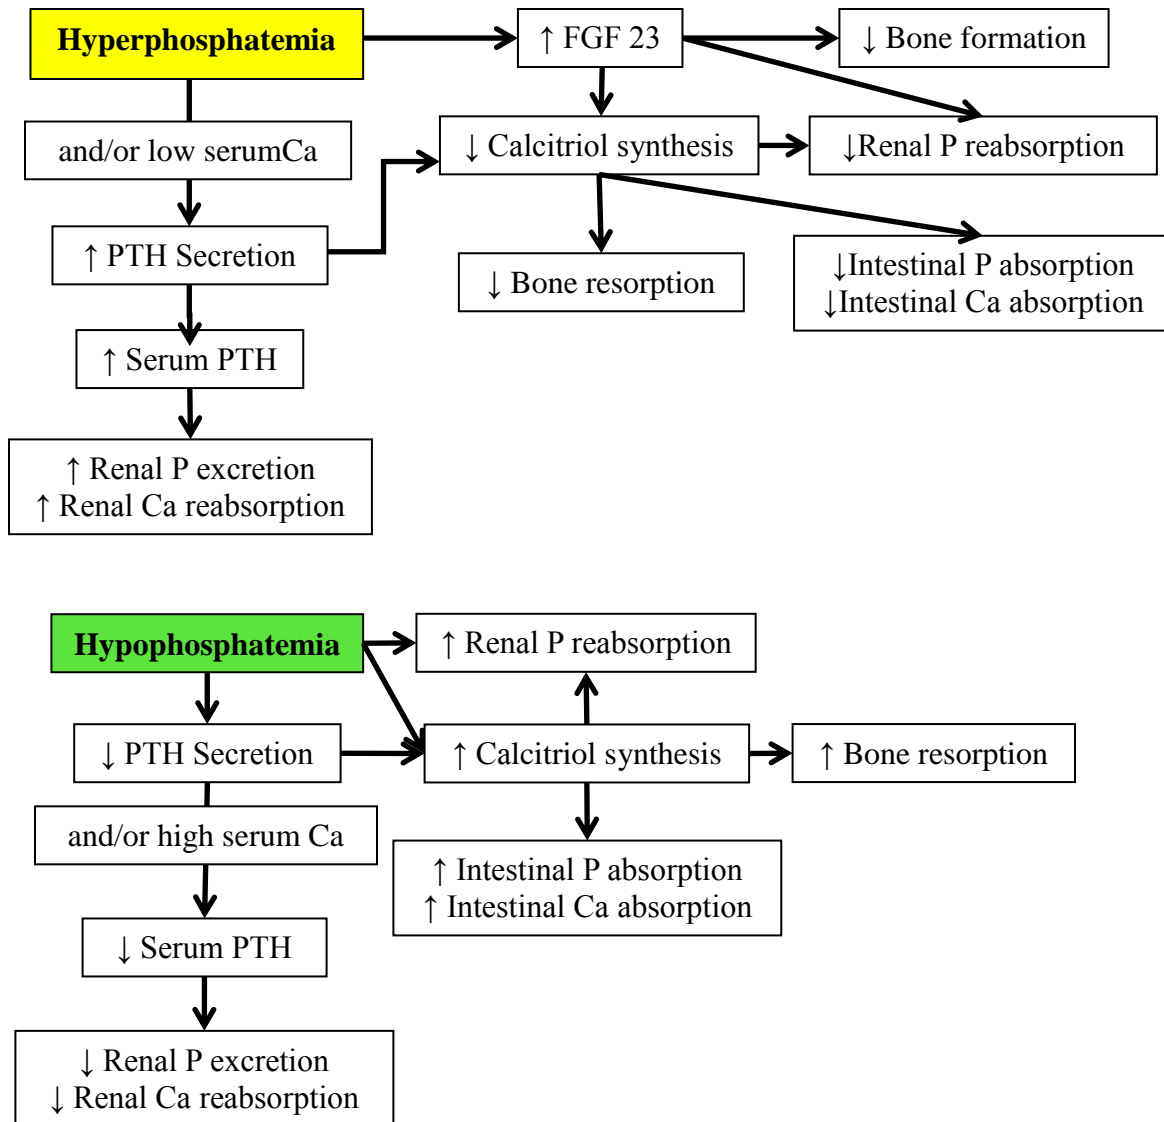 Hyperphosphatemia
↑ FGF 23
↓ Bone formation
and/or low serumCa
↓ Calcitriol synthesis
↓Renal P reabsorption
↑ PTH Secretion
↓ Bone resorption
↓Intestinal P absorption
↓Intestinal Ca absorption
↑ Serum PTH
↑ Renal P excretion
↑ Renal Ca reabsorption
Hypophosphatemia
↑ Renal P reabsorption
↓ PTH Secretion
↑ Calcitriol synthesis
↑ Bone resorption
and/or high serum Ca
↑ Intestinal P absorption
↑ Intestinal Ca absorption
↓ Serum PTH
↓ Renal P excretion
↓ Renal Ca reabsorption